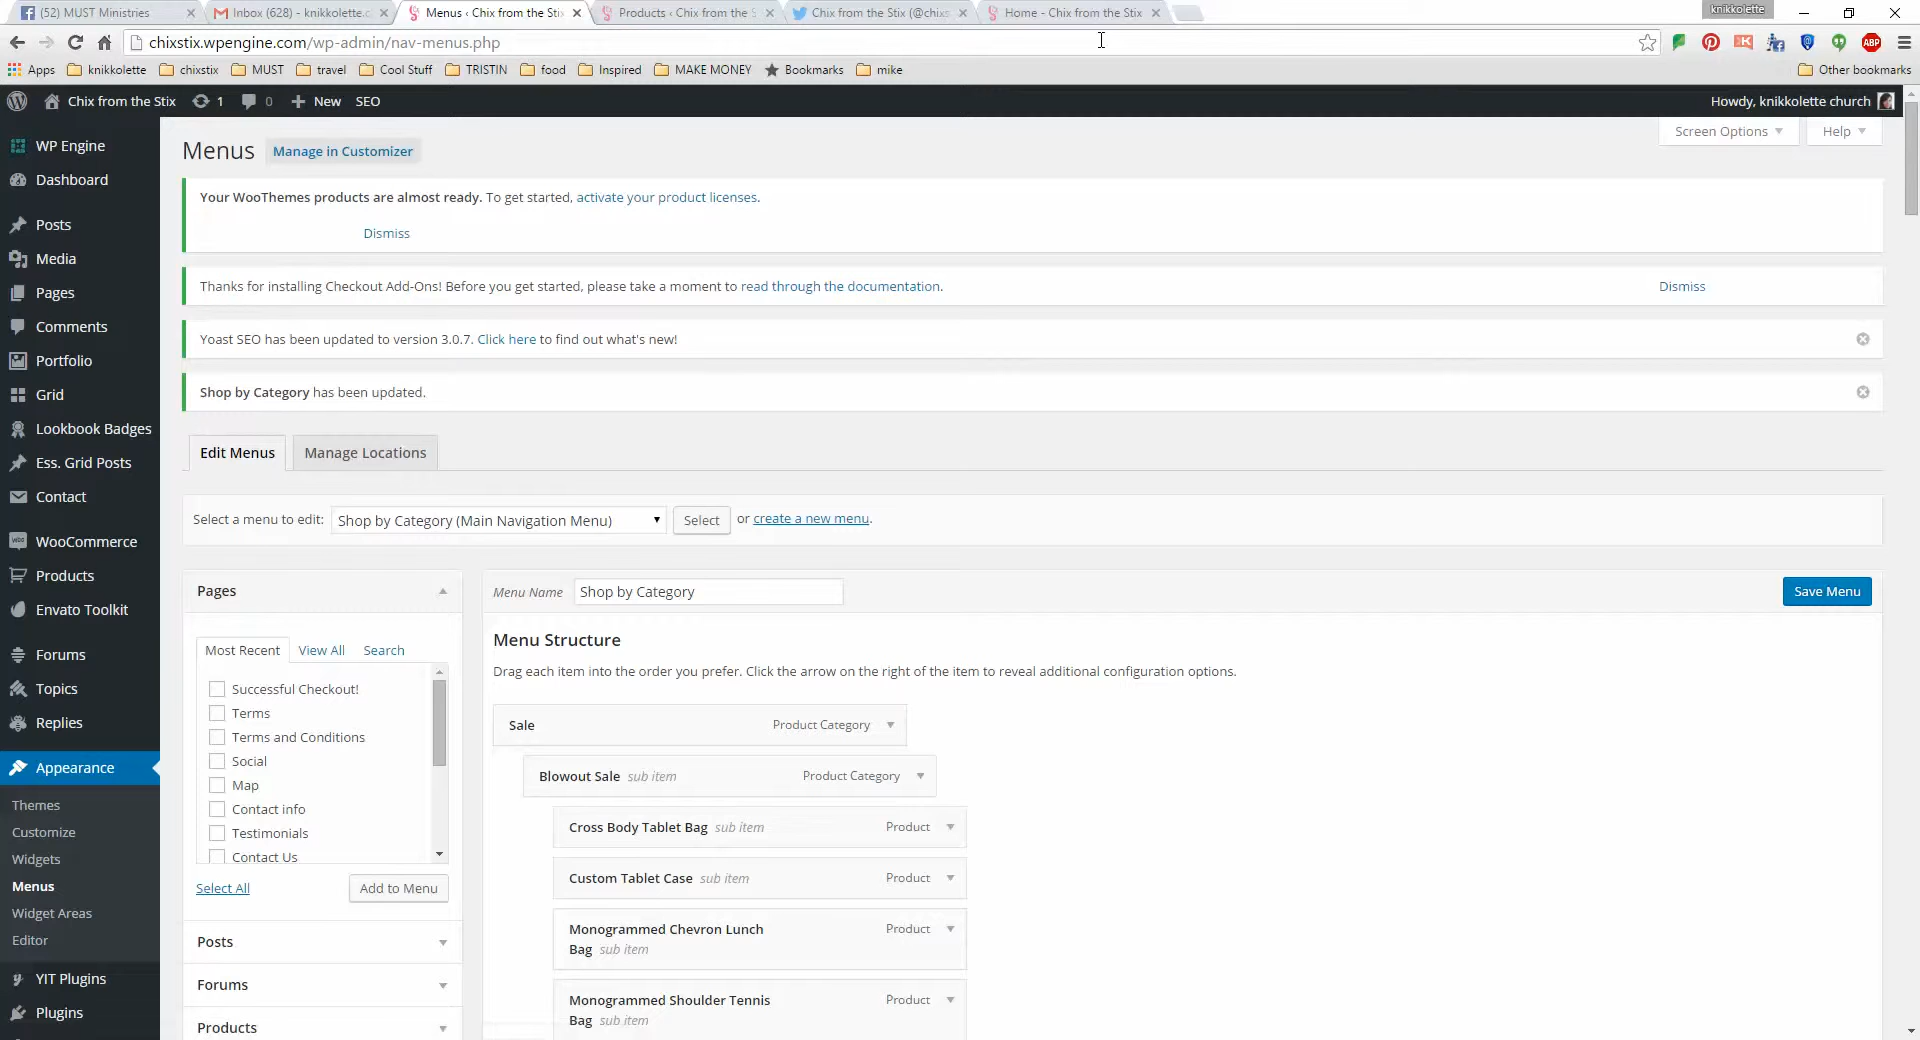 (52) MUST Ministries
Inbox (628) - knikkolette.c
Menus ‹ Chix from the Sti
Products ‹ Chix from the S
Chix from the Stix (@chixs
Home - Chix from the Stix
knikkolette
chixstix.wpengine.com/wp-admin/nav-menus.php
ABP
Apps knikkolette chixstix MUST travel Cool Stuff TRISTIN food Inspired MAKE MONEY Bookmarks mike Other bookmarks
Chix from the Stix 1 0 New SEO Howdy, knikkolette church
Screen Options Help
WP Engine
Dashboard
Posts
Media
Pages
Comments
Portfolio
Grid
Lookbook Badges
Ess. Grid Posts
Contact
WooCommerce
Products
Envato Toolkit
Forums
Topics
Replies
Appearance
Themes
Customize
Widgets
Menus
Widget Areas
Editor
YIT Plugins
Plugins
Menus Manage in Customizer
Your WooThemes products are almost ready. To get started, activate your product licenses.
Dismiss
Thanks for installing Checkout Add-Ons! Before you get started, please take a moment to read through the documentation. Dismiss
Yoast SEO has been updated to version 3.0.7. Click here to find out what's new!
Shop by Category has been updated.
Edit Menus Manage Locations
Select a menu to edit: Shop by Category (Main Navigation Menu) Select or create a new menu.
Pages
Most Recent View All Search
Successful Checkout!
Terms
Terms and Conditions
Social
Map
Contact info
Testimonials
Contact Us
Select All Add to Menu
Posts
Forums
Products
Menu Name Shop by Category Save Menu
Menu Structure
Drag each item into the order you prefer. Click the arrow on the right of the item to reveal additional configuration options.
Sale Product Category
Blowout Sale sub item Product Category
Cross Body Tablet Bag sub item Product
Custom Tablet Case sub item Product
Monogrammed Chevron Lunch Product
Bag sub item
Monogrammed Shoulder Tennis Product
Bag sub item